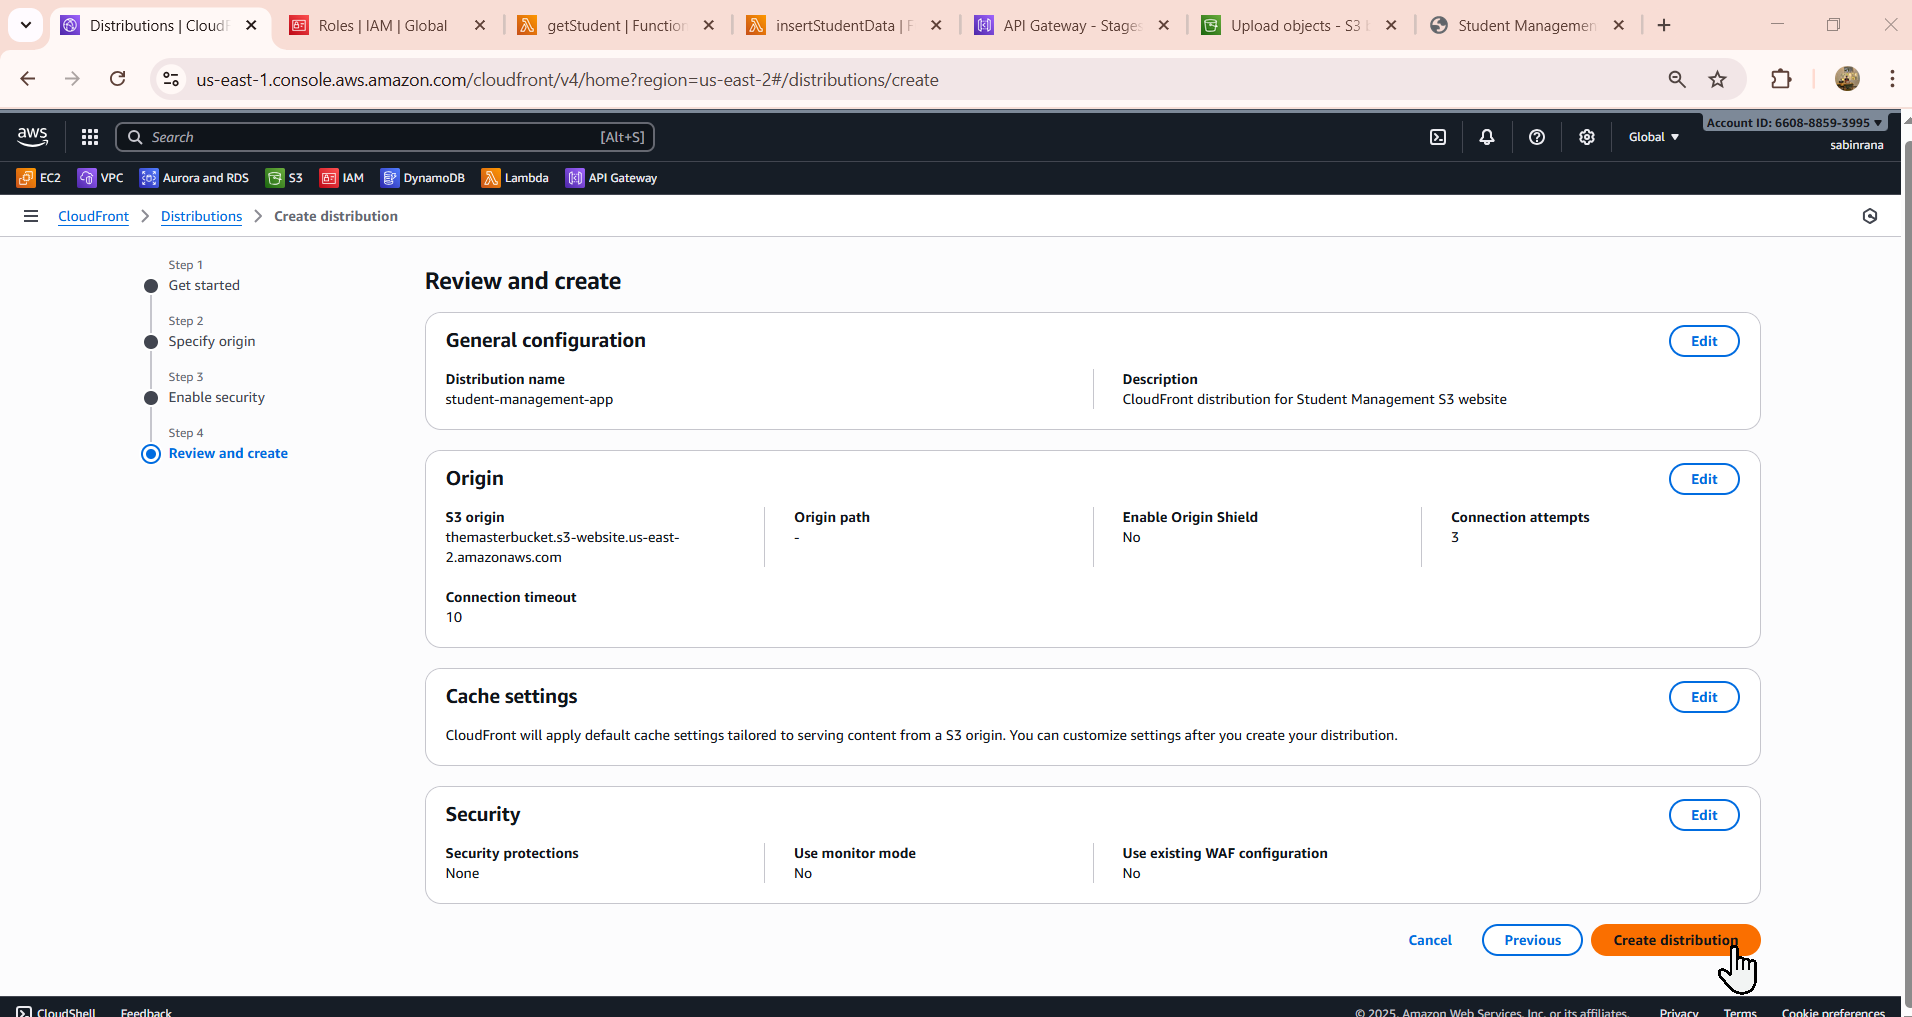 Distributions | CloudF
Roles | IAM | Global
getStudent | Function
insertStudentData | F
API Gateway - Stages
Upload objects - S3 b
Student Managemen
us-east-1.console.aws.amazon.com/cloudfront/v4/home?region=us-east-2#/distributions/create
aws
Search
[Alt+S]
Global
Account ID: 6608-8859-3995
sabinrana
EC2
VPC
Aurora and RDS
S3
IAM
DynamoDB
Lambda
API Gateway
CloudFront
Distributions
Create distribution
Step 1
Get started
Step 2
Specify origin
Step 3
Enable security
Step 4
Review and create
Review and create
General configuration
Edit
Distribution name
student-management-app
Description
CloudFront distribution for Student Management S3 website
Origin
Edit
S3 origin
themasterbucket.s3-website.us-east-
2.amazonaws.com
Origin path
-
Enable Origin Shield
No
Connection attempts
3
Connection timeout
10
Cache settings
Edit
CloudFront will apply default cache settings tailored to serving content from a S3 origin. You can customize settings after you create your distribution.
Security
Edit
Security protections
None
Use monitor mode
No
Use existing WAF configuration
No
Cancel
Previous
Create distribution
CloudShell
Feedback
© 2025, Amazon Web Services, Inc. or its affiliates.
Privacy
Terms
Cookie preferences